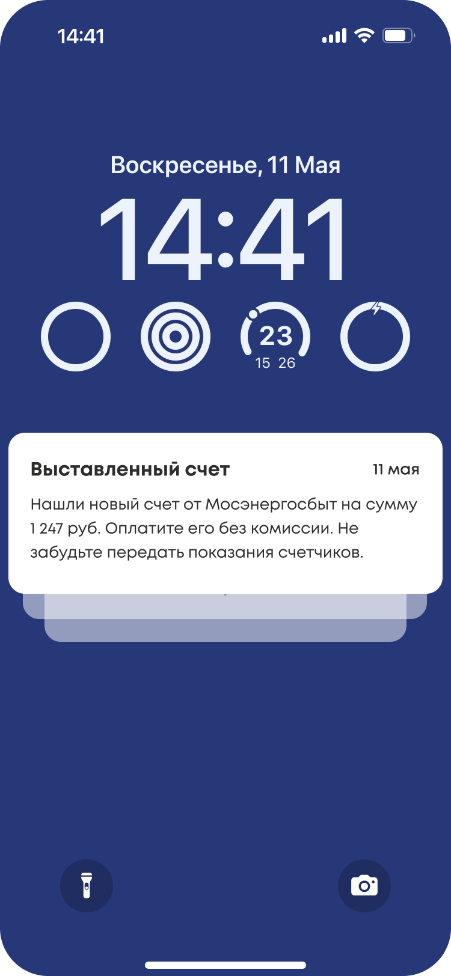 14:41
Воскресенье, 11 Мая
14:41
23
15 26
Выставленный счет
11 мая
Нашли новый счет от Мосэнергосбыт на сумму
1 247 руб. Оплатите его без комиссии. Не
забудьте передать показания счетчиков.